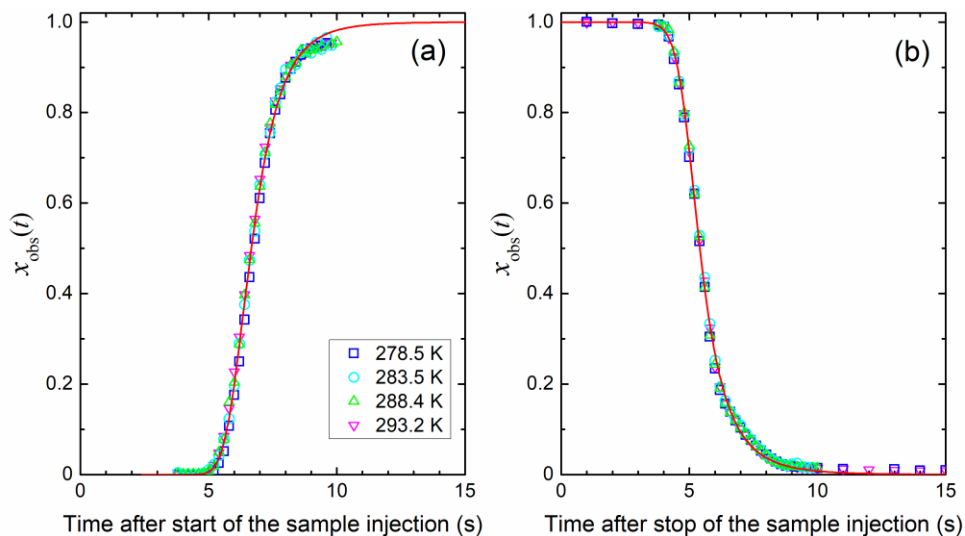 (a)
1.0
0.8
0.6
0.4
0.2
0
x_obs(t)
278.5 K
283.5 K
288.4 K
293.2 K
0 5 10 15
Time after start of the sample injection (s)
(b)
1.0
0.8
0.6
0.4
0.2
0
x_obs(t)
0 5 10 15
Time after stop of the sample injection (s)